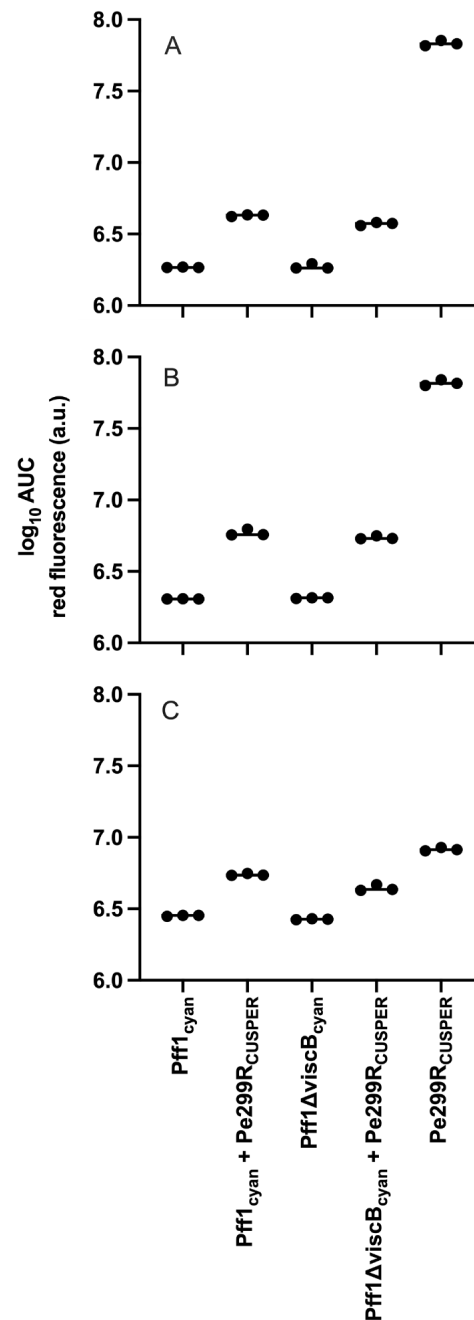 A
8.0
7.5
7.0
6.5
6.0
B
8.0
7.5
7.0
6.5
6.0
log₁₀ AUC
red fluorescence (a.u.)
C
8.0
7.5
7.0
6.5
6.0
Pff1cyan
Pff1cyan + Pe299RCUSPER
Pff1ΔviscBcyan
Pff1ΔviscBcyan + Pe299RCUSPER
Pe299RCUSPER